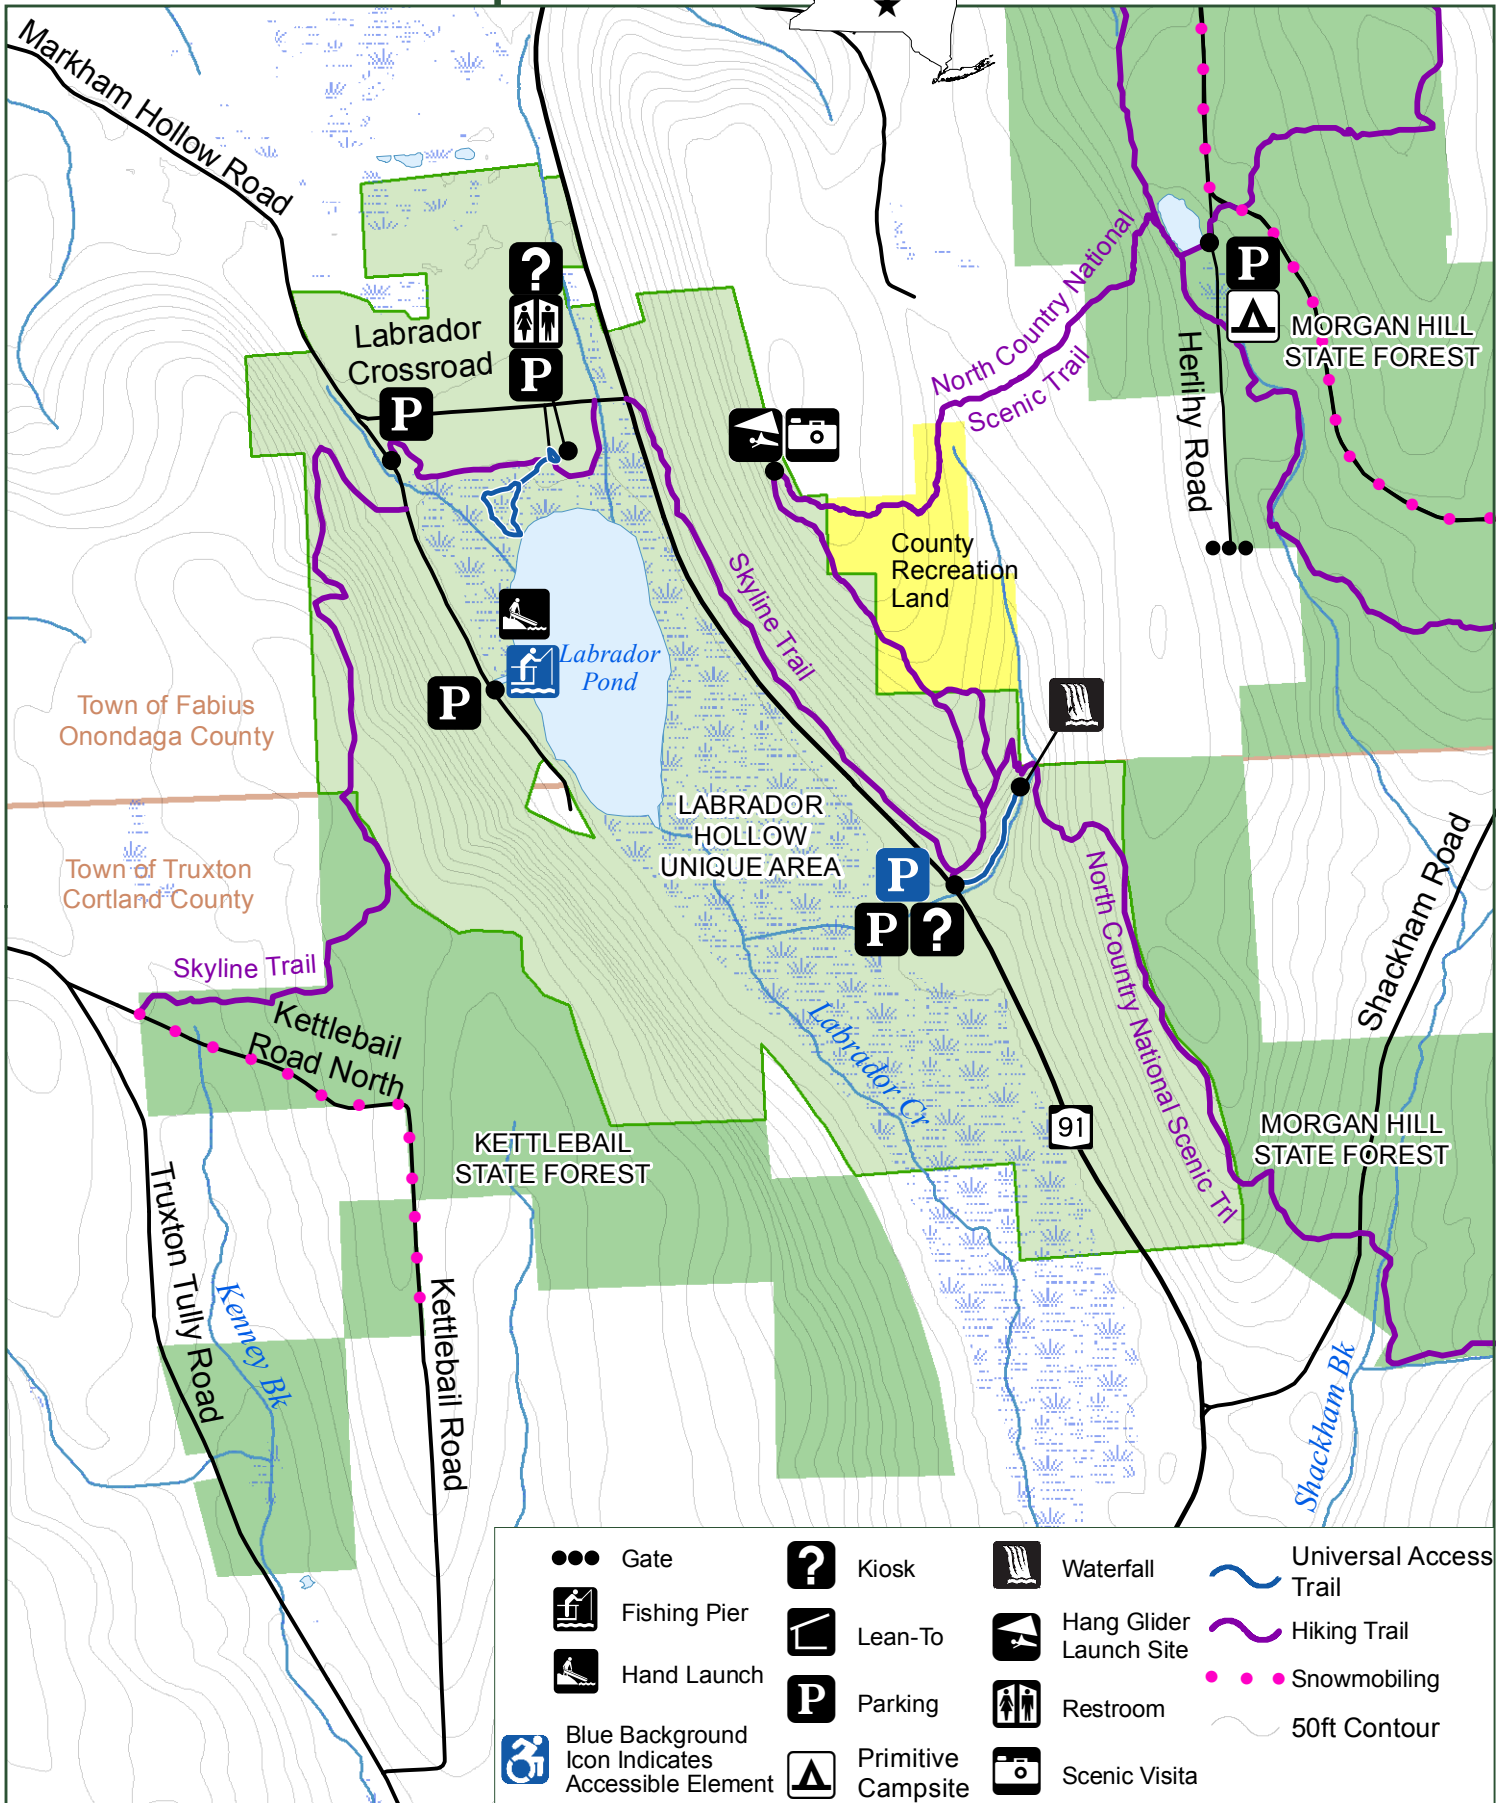 Markham Hollow Road
Labrador
Crossroad
?
P
P
North Country National
Scenic Trail
P
MORGAN HILL
STATE FOREST
Herlihy Road
County
Recreation
Land
Skyline Trail
Labrador
Pond
P
Town of Fabius
Onondaga County
Town of Truxton
Cortland County
LABRADOR
HOLLOW
UNIQUE AREA
P
P
?
North Country National Scenic Trl
Shackham Road
Skyline Trail
Kettlebail
Road North
Labrador Cr
91
KETTLEBAIL
STATE FOREST
MORGAN HILL
STATE FOREST
Truxton Tully Road
Kenney Bk
Kettlebail Road
Shackham Bk
Gate
Fishing Pier
Hand Launch
Blue Background
Icon Indicates
Accessible Element
?
Kiosk
Lean-To
P
Parking
Primitive
Campsite
Waterfall
Hang Glider
Launch Site
Restroom
Scenic Visita
Universal Access
Trail
Hiking Trail
Snowmobiling
50ft Contour